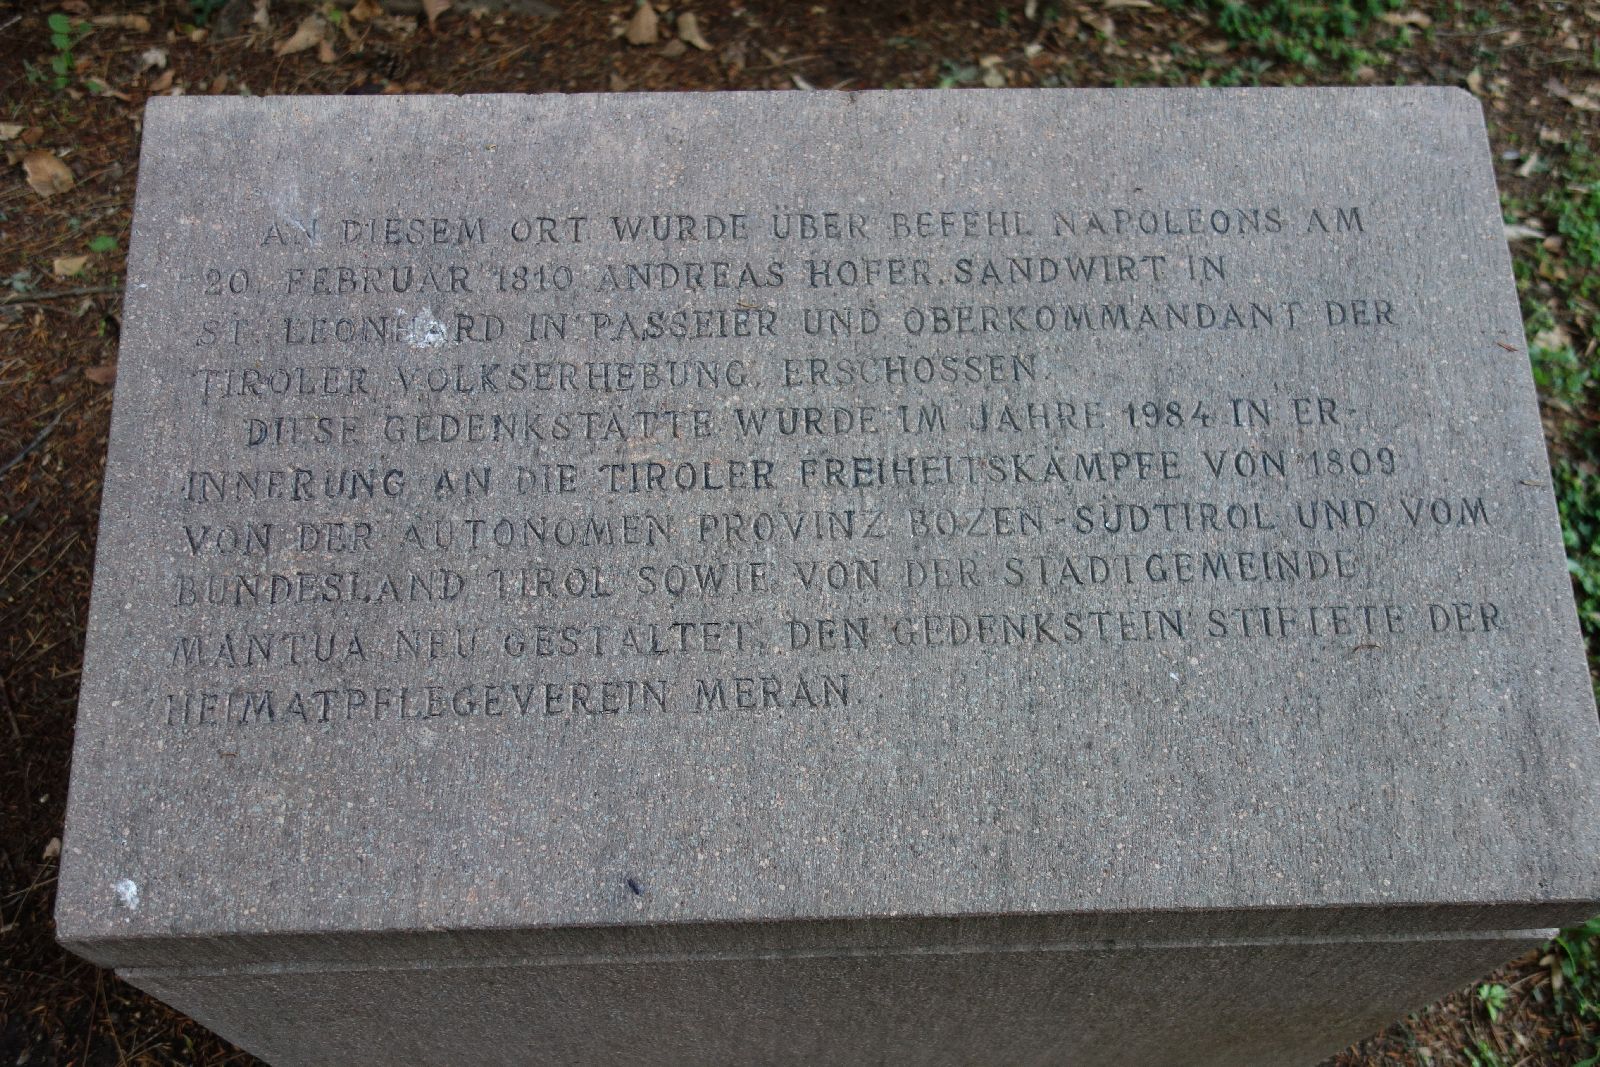 AN DIESEM ORT WURDE ÜBER BEFEHL NAPOLEONS AM
20. FEBRUAR 1810 ANDREAS HOFER, SANDWIRT IN
ST. LEONHARD IN PASSEIER UND OBERKOMMANDANT DER
TIROLER VOLKSERHEBUNG, ERSCHOSSEN.
DIESE GEDENKSTÄTTE WURDE IM JAHRE 1984 IN ER-
INNERUNG AN DIE TIROLER FREIHEITSKÄMPFE VON 1809
VON DER AUTONOMEN PROVINZ BOZEN-SÜDTIROL UND VOM
BUNDESLAND TIROL SOWIE VON DER STADTGEMEINDE
MANTUA NEU GESTALTET, DEN GEDENKSTEIN STIFTETE DER
HEIMATPFLEGEVEREIN MERAN.